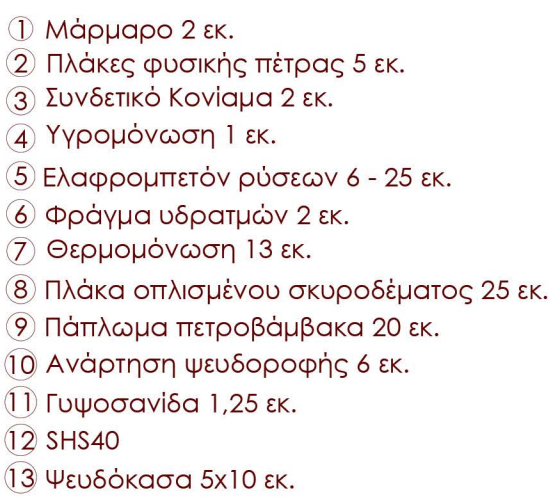 1 Μάρμαρο 2 εκ.
2 Πλάκες φυσικής πέτρας 5 εκ.
3 Συνδετικό Κονίαμα 2 εκ.
4 Υγρομόνωση 1 εκ.
5 Ελαφρομπετόν ρύσεων 6 - 25 εκ.
6 Φράγμα υδρατμών 2 εκ.
7 Θερμομόνωση 13 εκ.
8 Πλάκα οπλισμένου σκυροδέματος 25 εκ.
9 Πάπλωμα πετροβάμβακα 20 εκ.
10 Ανάρτηση ψευδοροφής 6 εκ.
11 Γυψοσανίδα 1,25 εκ.
12 SHS40
13 Ψευδόκασα 5x10 εκ.